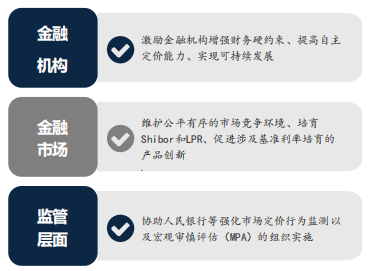 金融
机构
激励金融机构增强财务硬约束、提高自主
定价能力、实现可持续发展
金融
市场
维护公平有序的市场竞争环境、培育
Shibor和LPR、促进涉及基准利率培育的
产品创新
监管
层面
协助人民银行等强化市场定价行为监测以
及宏观审慎评估（MPA）的组织实施